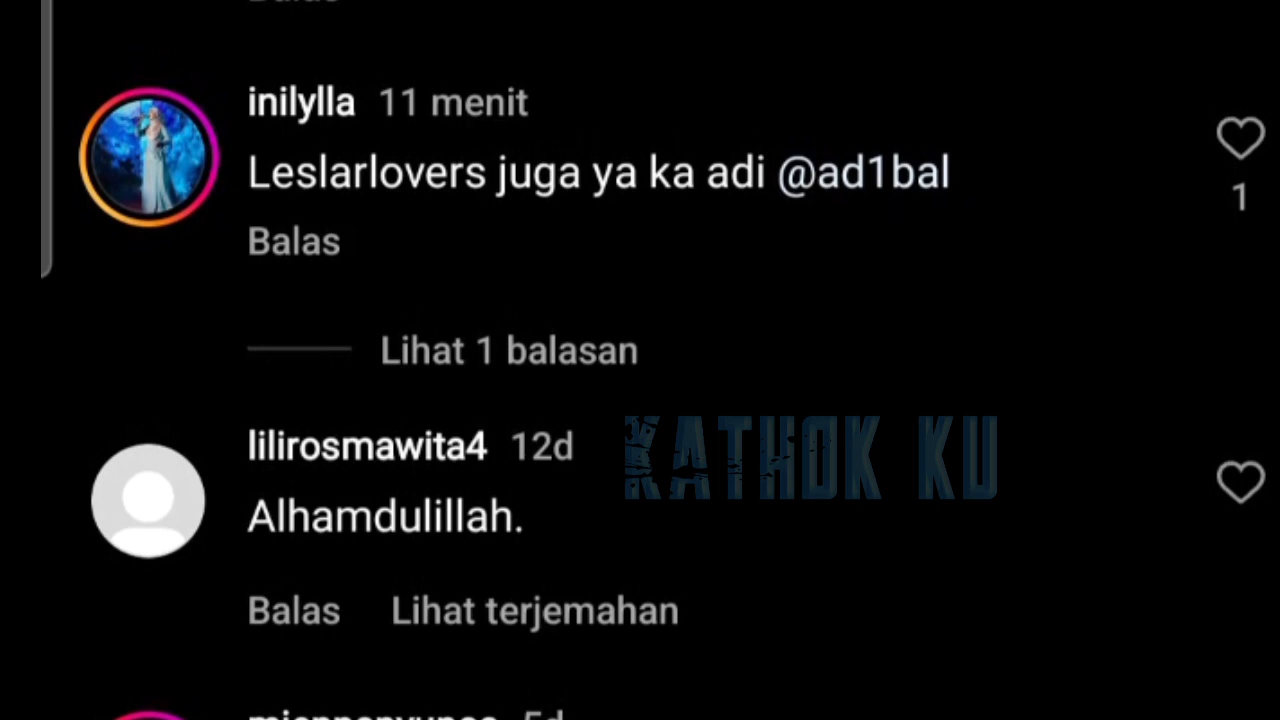 inilylla 11 menit
Leslarlovers juga ya ka adi @ad1bal
1
Balas
Lihat 1 balasan
lilirosmawita4 12d
KATHOK KU
Alhamdulillah.
Balas Lihat terjemahan
5d